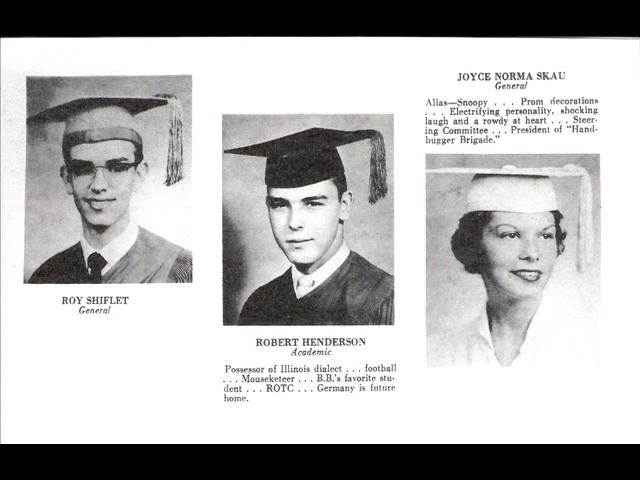 ROY SHIFLET
General
ROBERT HENDERSON
Academic
Possessor of Illinois dialect . . . football
. . . Mouseketeer . . . B.B.'s favorite stu-
dent . . . ROTC . . . Germany is future
home.
JOYCE NORMA SKAU
General
Alias—Snoopy . . . Prom decorations
. . . Electrifying personality, shocking
laugh and a rowdy at heart . . . Steer-
ing Committee . . . President of "Hand-
bugger Brigade."